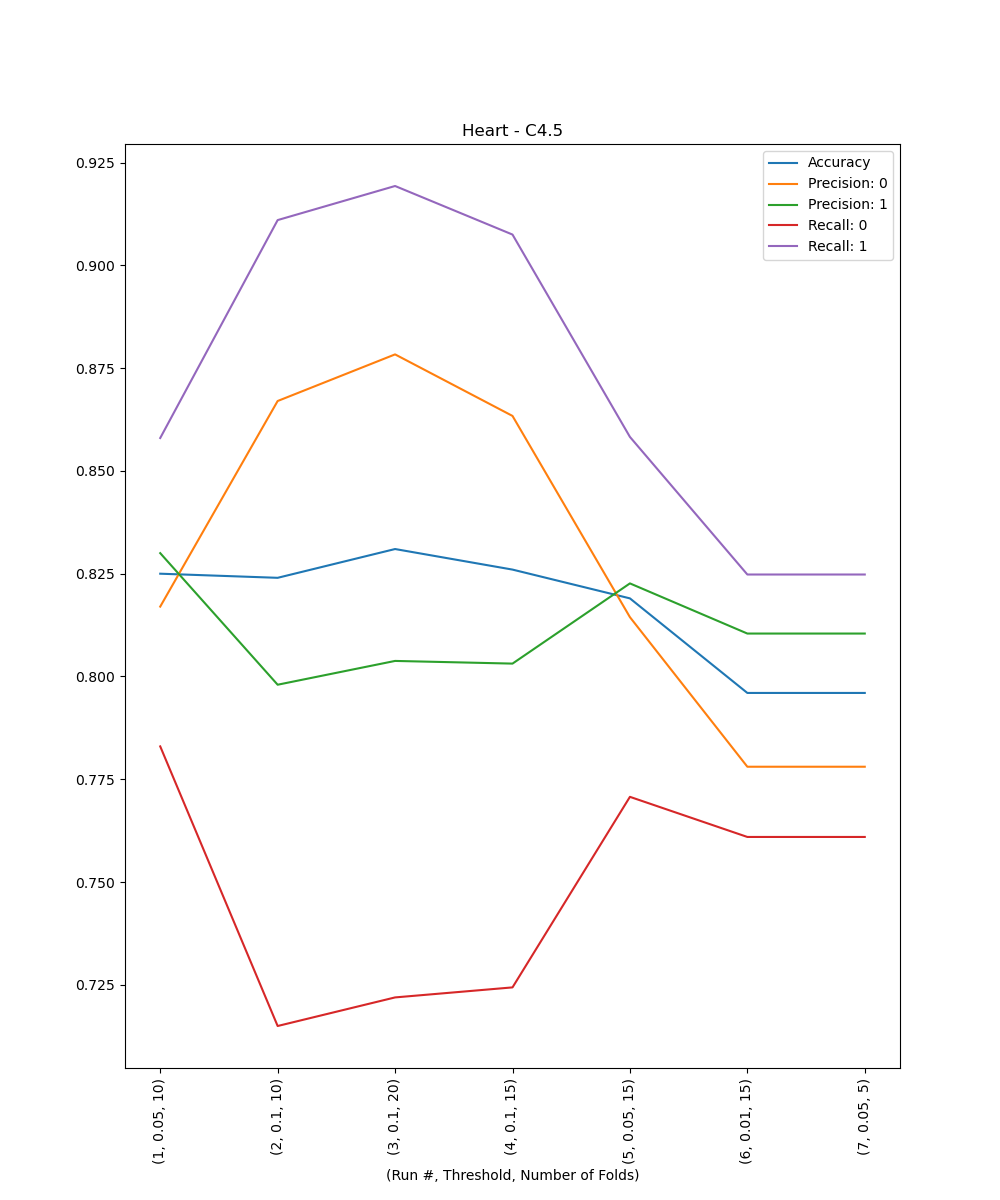 Heart - C4.5
0.925
0.900
0.875
0.850
0.825
0.800
0.775
0.750
0.725
Accuracy
Precision: 0
Precision: 1
Recall: 0
Recall: 1
(1, 0.05, 10)
(2, 0.1, 10)
(3, 0.1, 20)
(4, 0.1, 15)
(5, 0.05, 15)
(6, 0.01, 15)
(7, 0.05, 5)
(Run #, Threshold, Number of Folds)